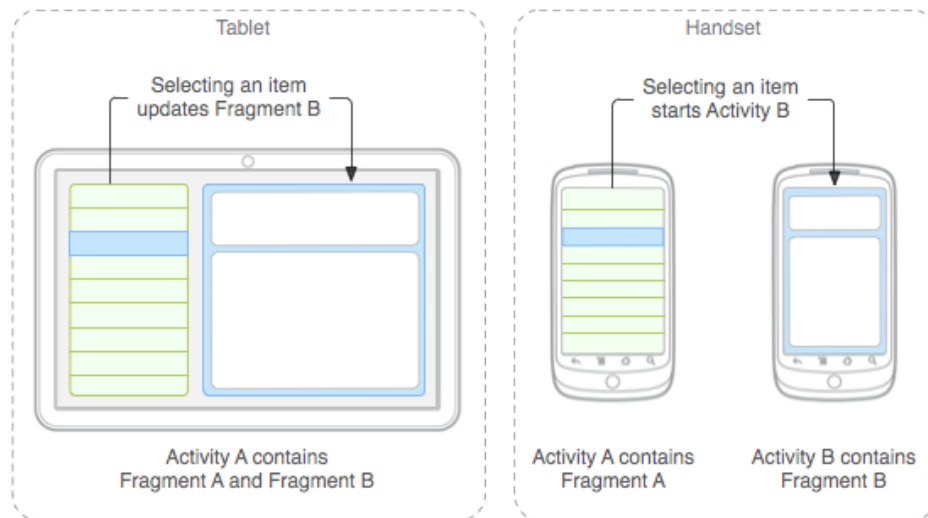 Tablet
Selecting an item
updates Fragment B
Activity A contains
Fragment A and Fragment B
Handset
Selecting an item
starts Activity B
Activity A contains
Fragment A
Activity B contains
Fragment B